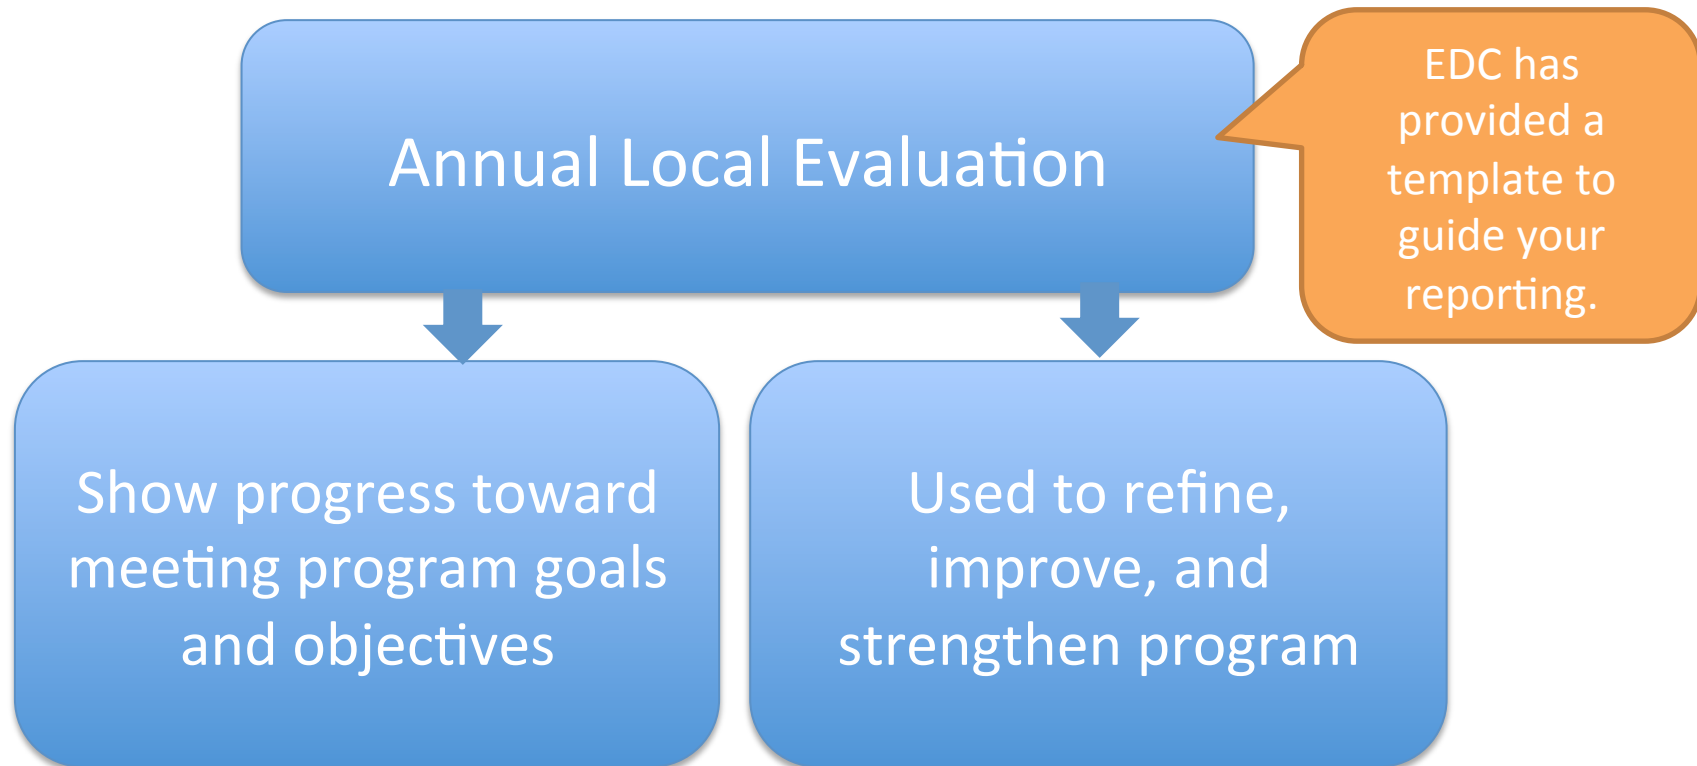 Annual Local Evaluation
EDC has
provided a
template to
guide your
reporting.
Show progress toward
meeting program goals
and objectives
Used to refine,
improve, and
strengthen program